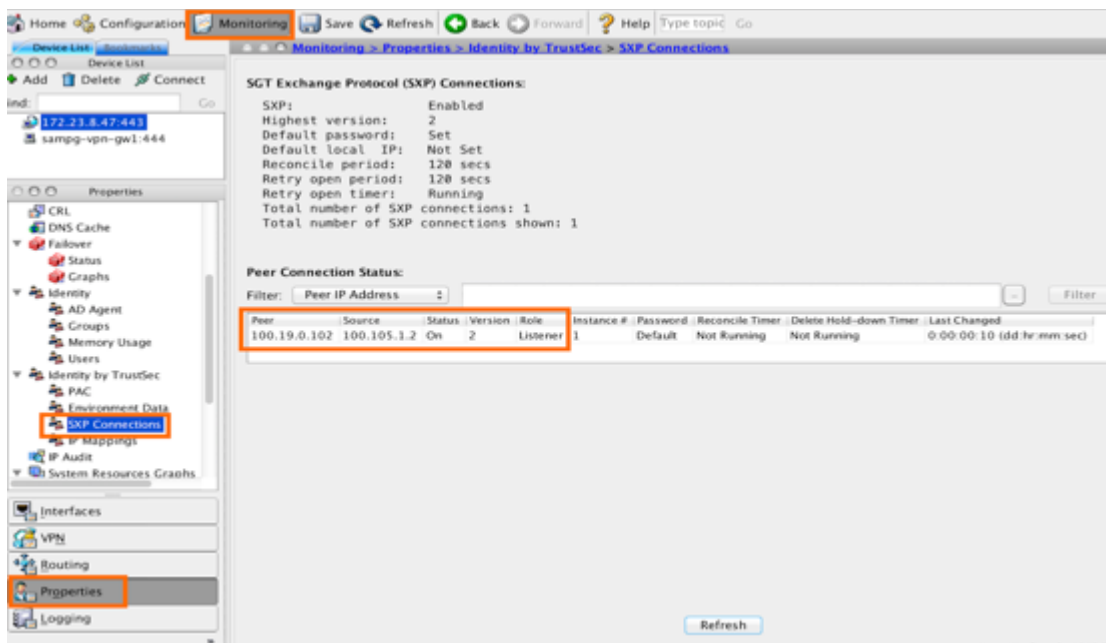 Home Configuration Monitoring Save Refresh Back Forward Help Type topic Go
Device List Bookmarks
Monitoring > Properties > Identity by TrustSec > SXP Connections
Device List
Add Delete Connect
Find: Go
172.23.8.47:443
sampg-vpn-gw1:444
Properties
CRL
DNS Cache
Failover
Status
Graphs
Identity
AD Agent
Groups
Memory Usage
Users
Identity by TrustSec
PAC
Environment Data
SXP Connections
IP Mappings
IP Audit
System Resources Graphs
Interfaces
VPN
Routing
Properties
Logging
SGT Exchange Protocol (SXP) Connections:
SXP: Enabled
Highest version: 2
Default password: Set
Default local IP: Not Set
Reconcile period: 120 secs
Retry open period: 120 secs
Retry open timer: Running
Total number of SXP connections: 1
Total number of SXP connections shown: 1
Peer Connection Status:
Filter: Peer IP Address Filter
Peer Source Status Version Role Instance # Password Reconcile Timer Delete Hold-down Timer Last Changed
100.19.0.102 100.105.1.2 On 2 Listener 1 Default Not Running Not Running 0:00:00:10 (dd:hr:mm:sec)
Refresh